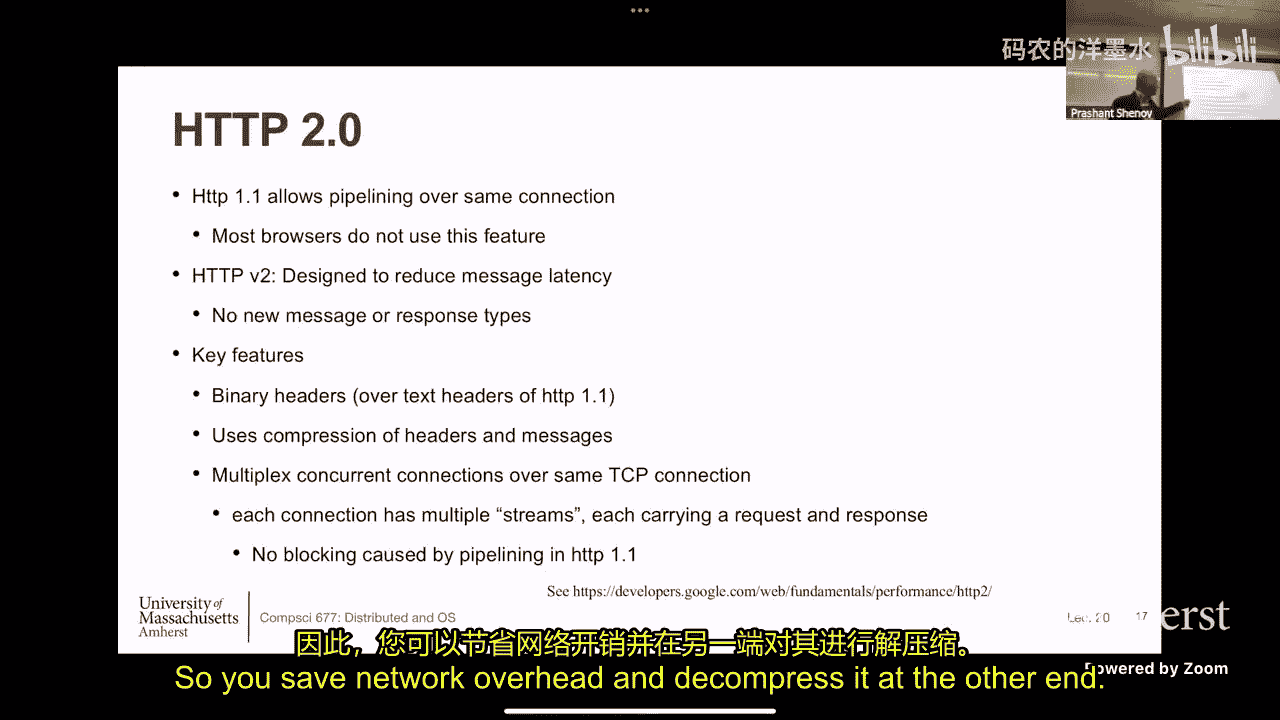 码农的洋墨水 bilibili
Prashant Shenoy
HTTP 2.0
• Http 1.1 allows pipelining over same connection
• Most browsers do not use this feature
• HTTP v2: Designed to reduce message latency
• No new message or response types
• Key features
• Binary headers (over text headers of http 1.1)
• Uses compression of headers and messages
• Multiplex concurrent connections over same TCP connection
• each connection has multiple “streams”, each carrying a request and response
• No blocking caused by pipelining in http 1.1
See https://developers.google.com/web/fundamentals/performance/http2/
University of
Massachusetts
Amherst
Compsci 677: Distributed and OS
Lec. 20
17
erst
因此，您可以节省网络开销并在另一端对其进行解压缩。
Powered by Zoom
So you save network overhead and decompress it at the other end.